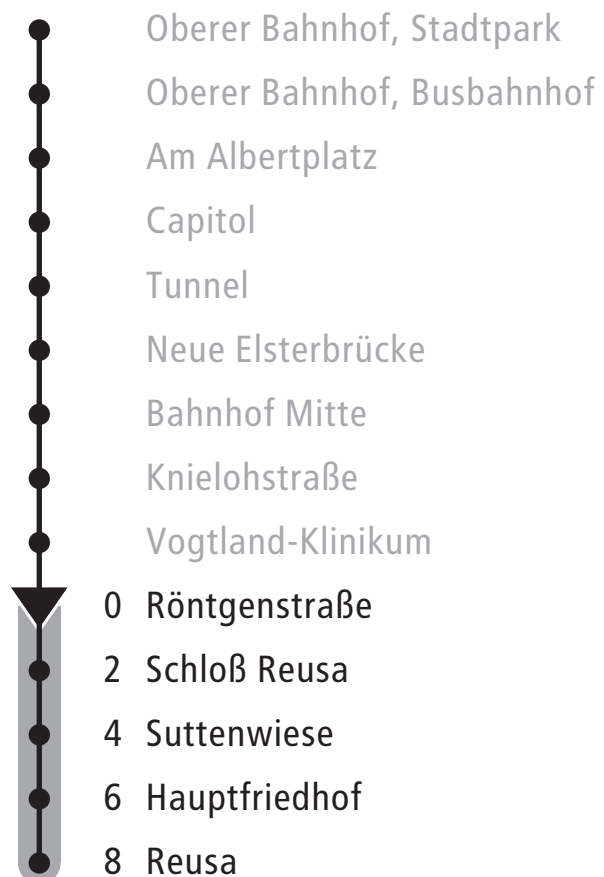 Oberer Bahnhof, Stadtpark
Oberer Bahnhof, Busbahnhof
Am Albertplatz
Capitol
Tunnel
Neue Elsterbrücke
Bahnhof Mitte
Knielohstraße
Vogtland-Klinikum
0 Röntgenstraße
2 Schloß Reusa
4 Suttenwiese
6 Hauptfriedhof
8 Reusa